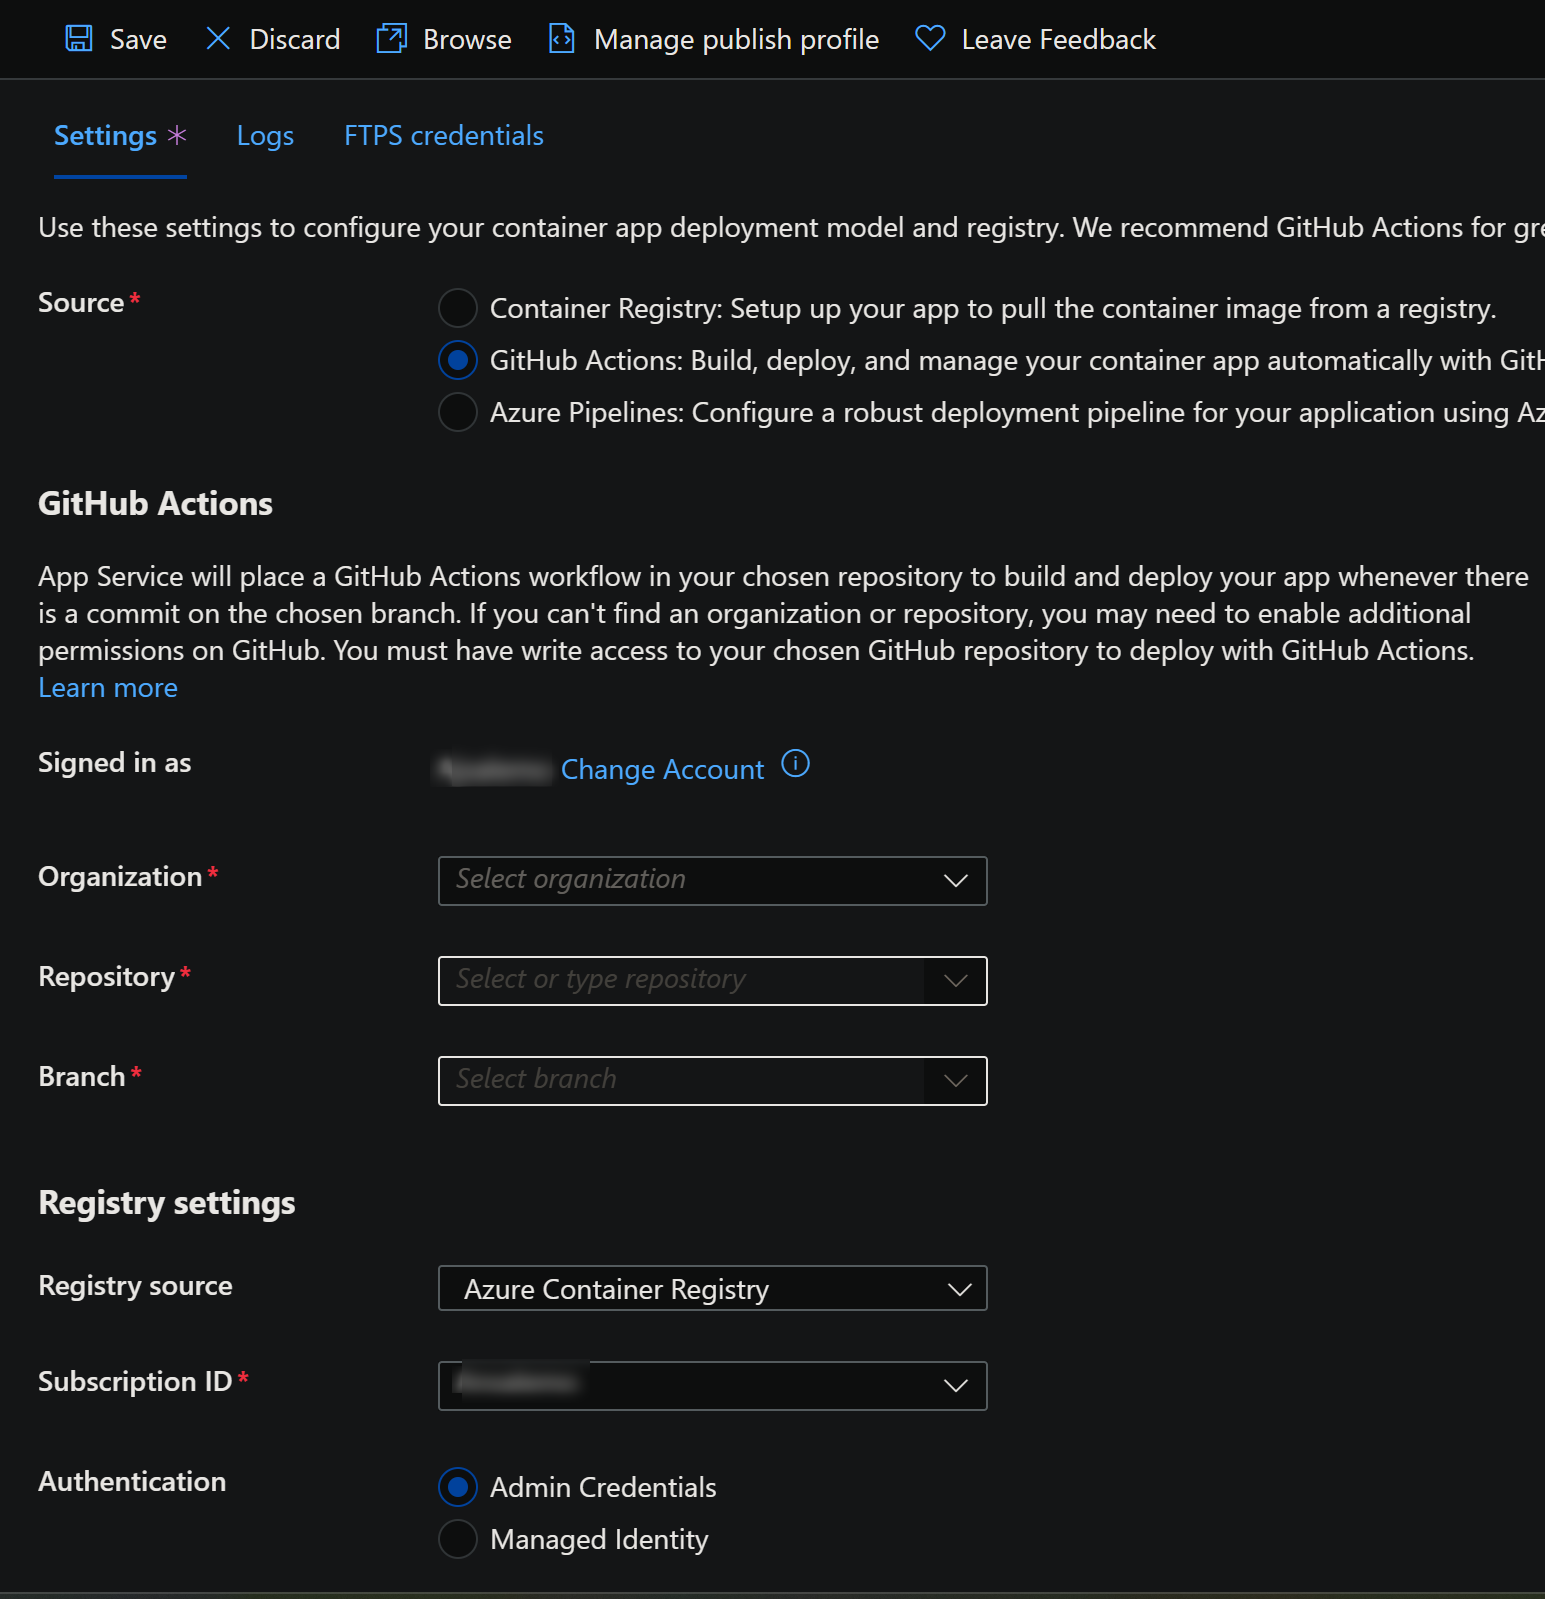 Save Discard Browse Manage publish profile Leave Feedback
Settings * Logs FTPS credentials
Use these settings to configure your container app deployment model and registry. We recommend GitHub Actions for gre
Source *
Container Registry: Setup up your app to pull the container image from a registry.
GitHub Actions: Build, deploy, and manage your container app automatically with GitH
Azure Pipelines: Configure a robust deployment pipeline for your application using Az
GitHub Actions
App Service will place a GitHub Actions workflow in your chosen repository to build and deploy your app whenever there
is a commit on the chosen branch. If you can't find an organization or repository, you may need to enable additional
permissions on GitHub. You must have write access to your chosen GitHub repository to deploy with GitHub Actions.
Learn more
Signed in as Change Account
Organization * Select organization
Repository * Select or type repository
Branch * Select branch
Registry settings
Registry source Azure Container Registry
Subscription ID *
Authentication Admin Credentials
Managed Identity